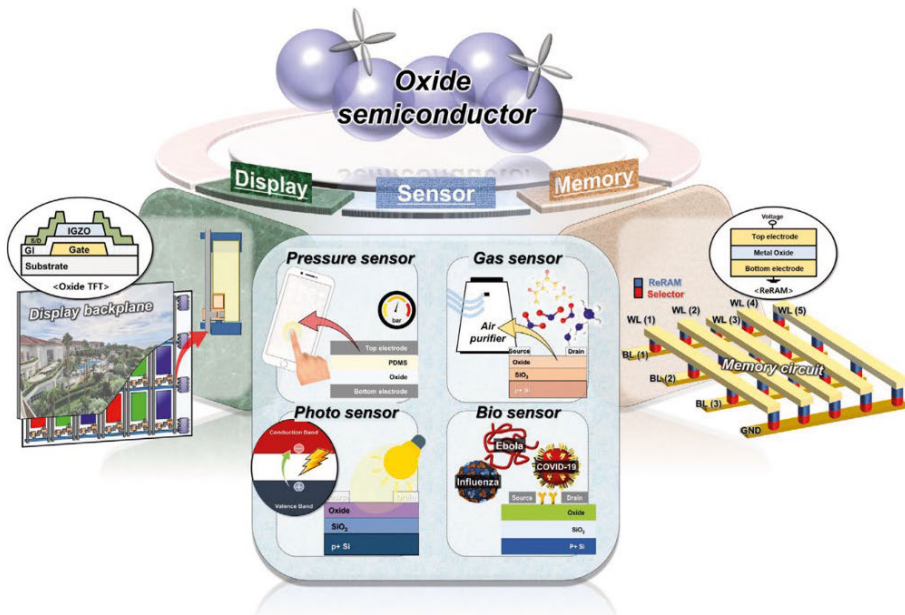 Oxide
semiconductor
Display
Sensor
Memory
IGZO
S/D
GI
Gate
Substrate
<Oxide TFT>
Display backplane
Pressure sensor
bar
Top electrode
PDMS
Oxide
Bottom electrode
Gas sensor
Air
purifier
Source
Drain
Oxide
SiO₂
p+ Si
Photo sensor
Conduction Band
Valence Band
Oxide
SiO₂
p+ Si
Bio sensor
Ebola
COVID-19
Influenza
Source
Drain
Oxide
SiO₂
P+ Si
Voltage
Top electrode
Metal Oxide
Bottom electrode
<ReRAM>
ReRAM
Selector
WL (1)
WL (2)
WL (3)
WL (4)
WL (5)
BL (1)
BL (2)
BL (3)
GND
Memory circuit